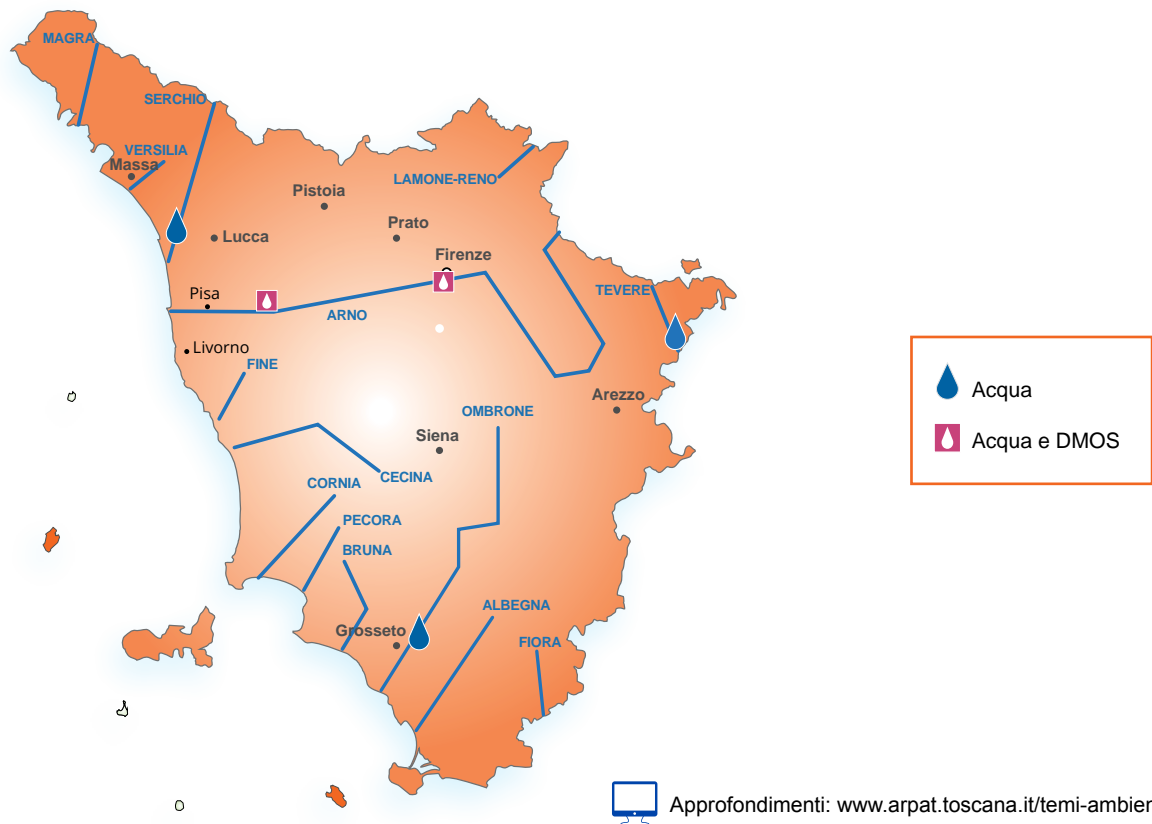 MAGRA
SERCHIO
VERSILIA
Massa
LAMONE-RENO
Pistoia
Prato
Lucca
Firenze
TEVERE
Pisa
ARNO
Livorno
FINE
Arezzo
OMBRONE
Siena
CECINA
CORNIA
PECORA
BRUNA
ALBEGNA
Grosseto
FIORA
Acqua
Acqua e DMOS
Approfondimenti: www.arpat.toscana.it/temi-ambien